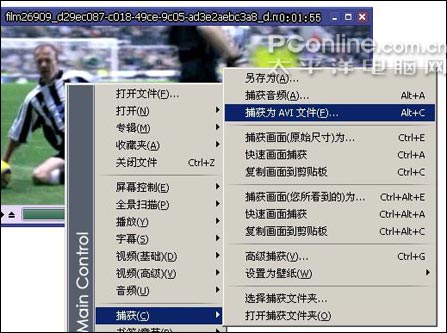 film26909_d29ec087-c018-49ce-9c05-ad3e2aebc3a8_d.r
0:01:55
PConline.com.cn
太平洋电脑网
Main Control
打开文件(F)...
打开(N)
专辑(M)
收藏夹(A)
关闭文件 Ctrl+Z
屏幕控制(E)
全景扫描(P)
播放(Y)
字幕(S)
视频(基础)(D)
视频(高级)(D)
音频(U)
捕获(C)
另存为(A)...
捕获音频(A)... Alt+A
捕获为 AVI 文件(F)... Alt+C
捕获画面(原始尺寸)为... Ctrl+E
快速画面捕获 Ctrl+A
复制画面到剪贴板 Ctrl+C
捕获画面(您所看到的)为... Ctrl+Alt+E
快速画面捕获 Ctrl+Alt+A
复制画面到剪贴板 Ctrl+Alt+C
高级捕获(V)... Ctrl+G
设置为壁纸(W)
选择捕获文件夹...
打开捕获文件夹(O)...